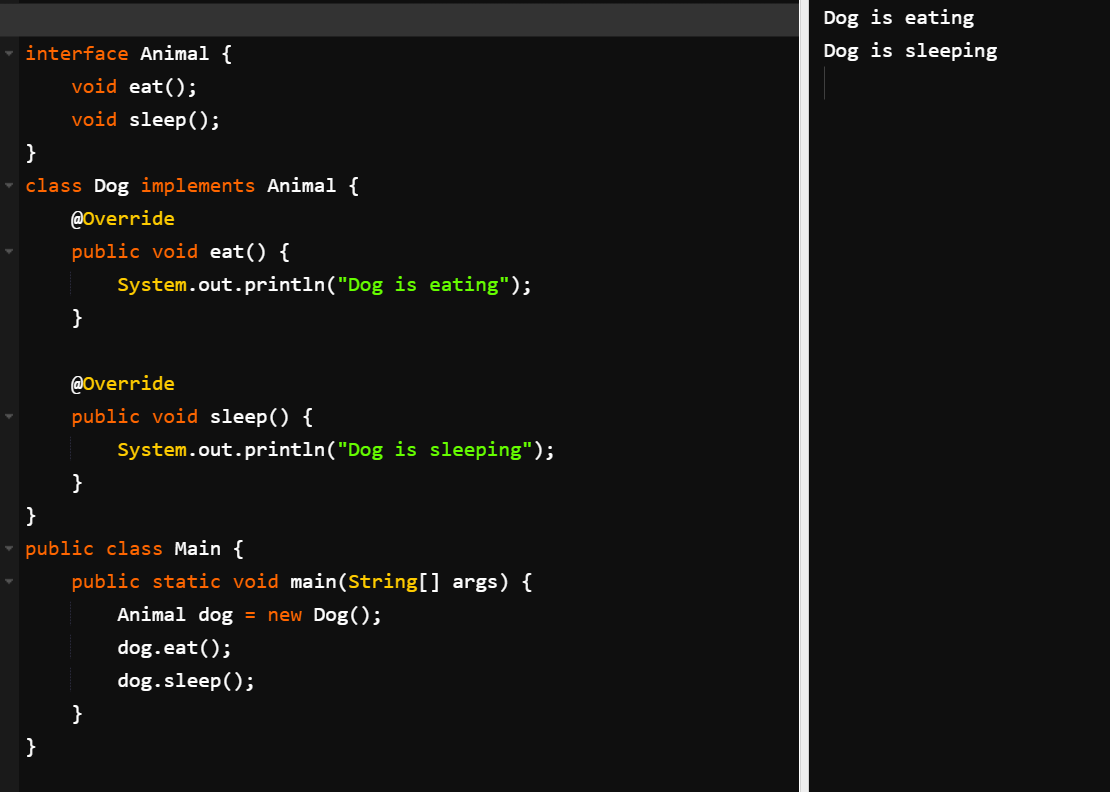 interface Animal {
    void eat();
    void sleep();
}
class Dog implements Animal {
    @Override
    public void eat() {
        System.out.println("Dog is eating");
    }

    @Override
    public void sleep() {
        System.out.println("Dog is sleeping");
    }
}
public class Main {
    public static void main(String[] args) {
        Animal dog = new Dog();
        dog.eat();
        dog.sleep();
    }
}
Dog is eating
Dog is sleeping